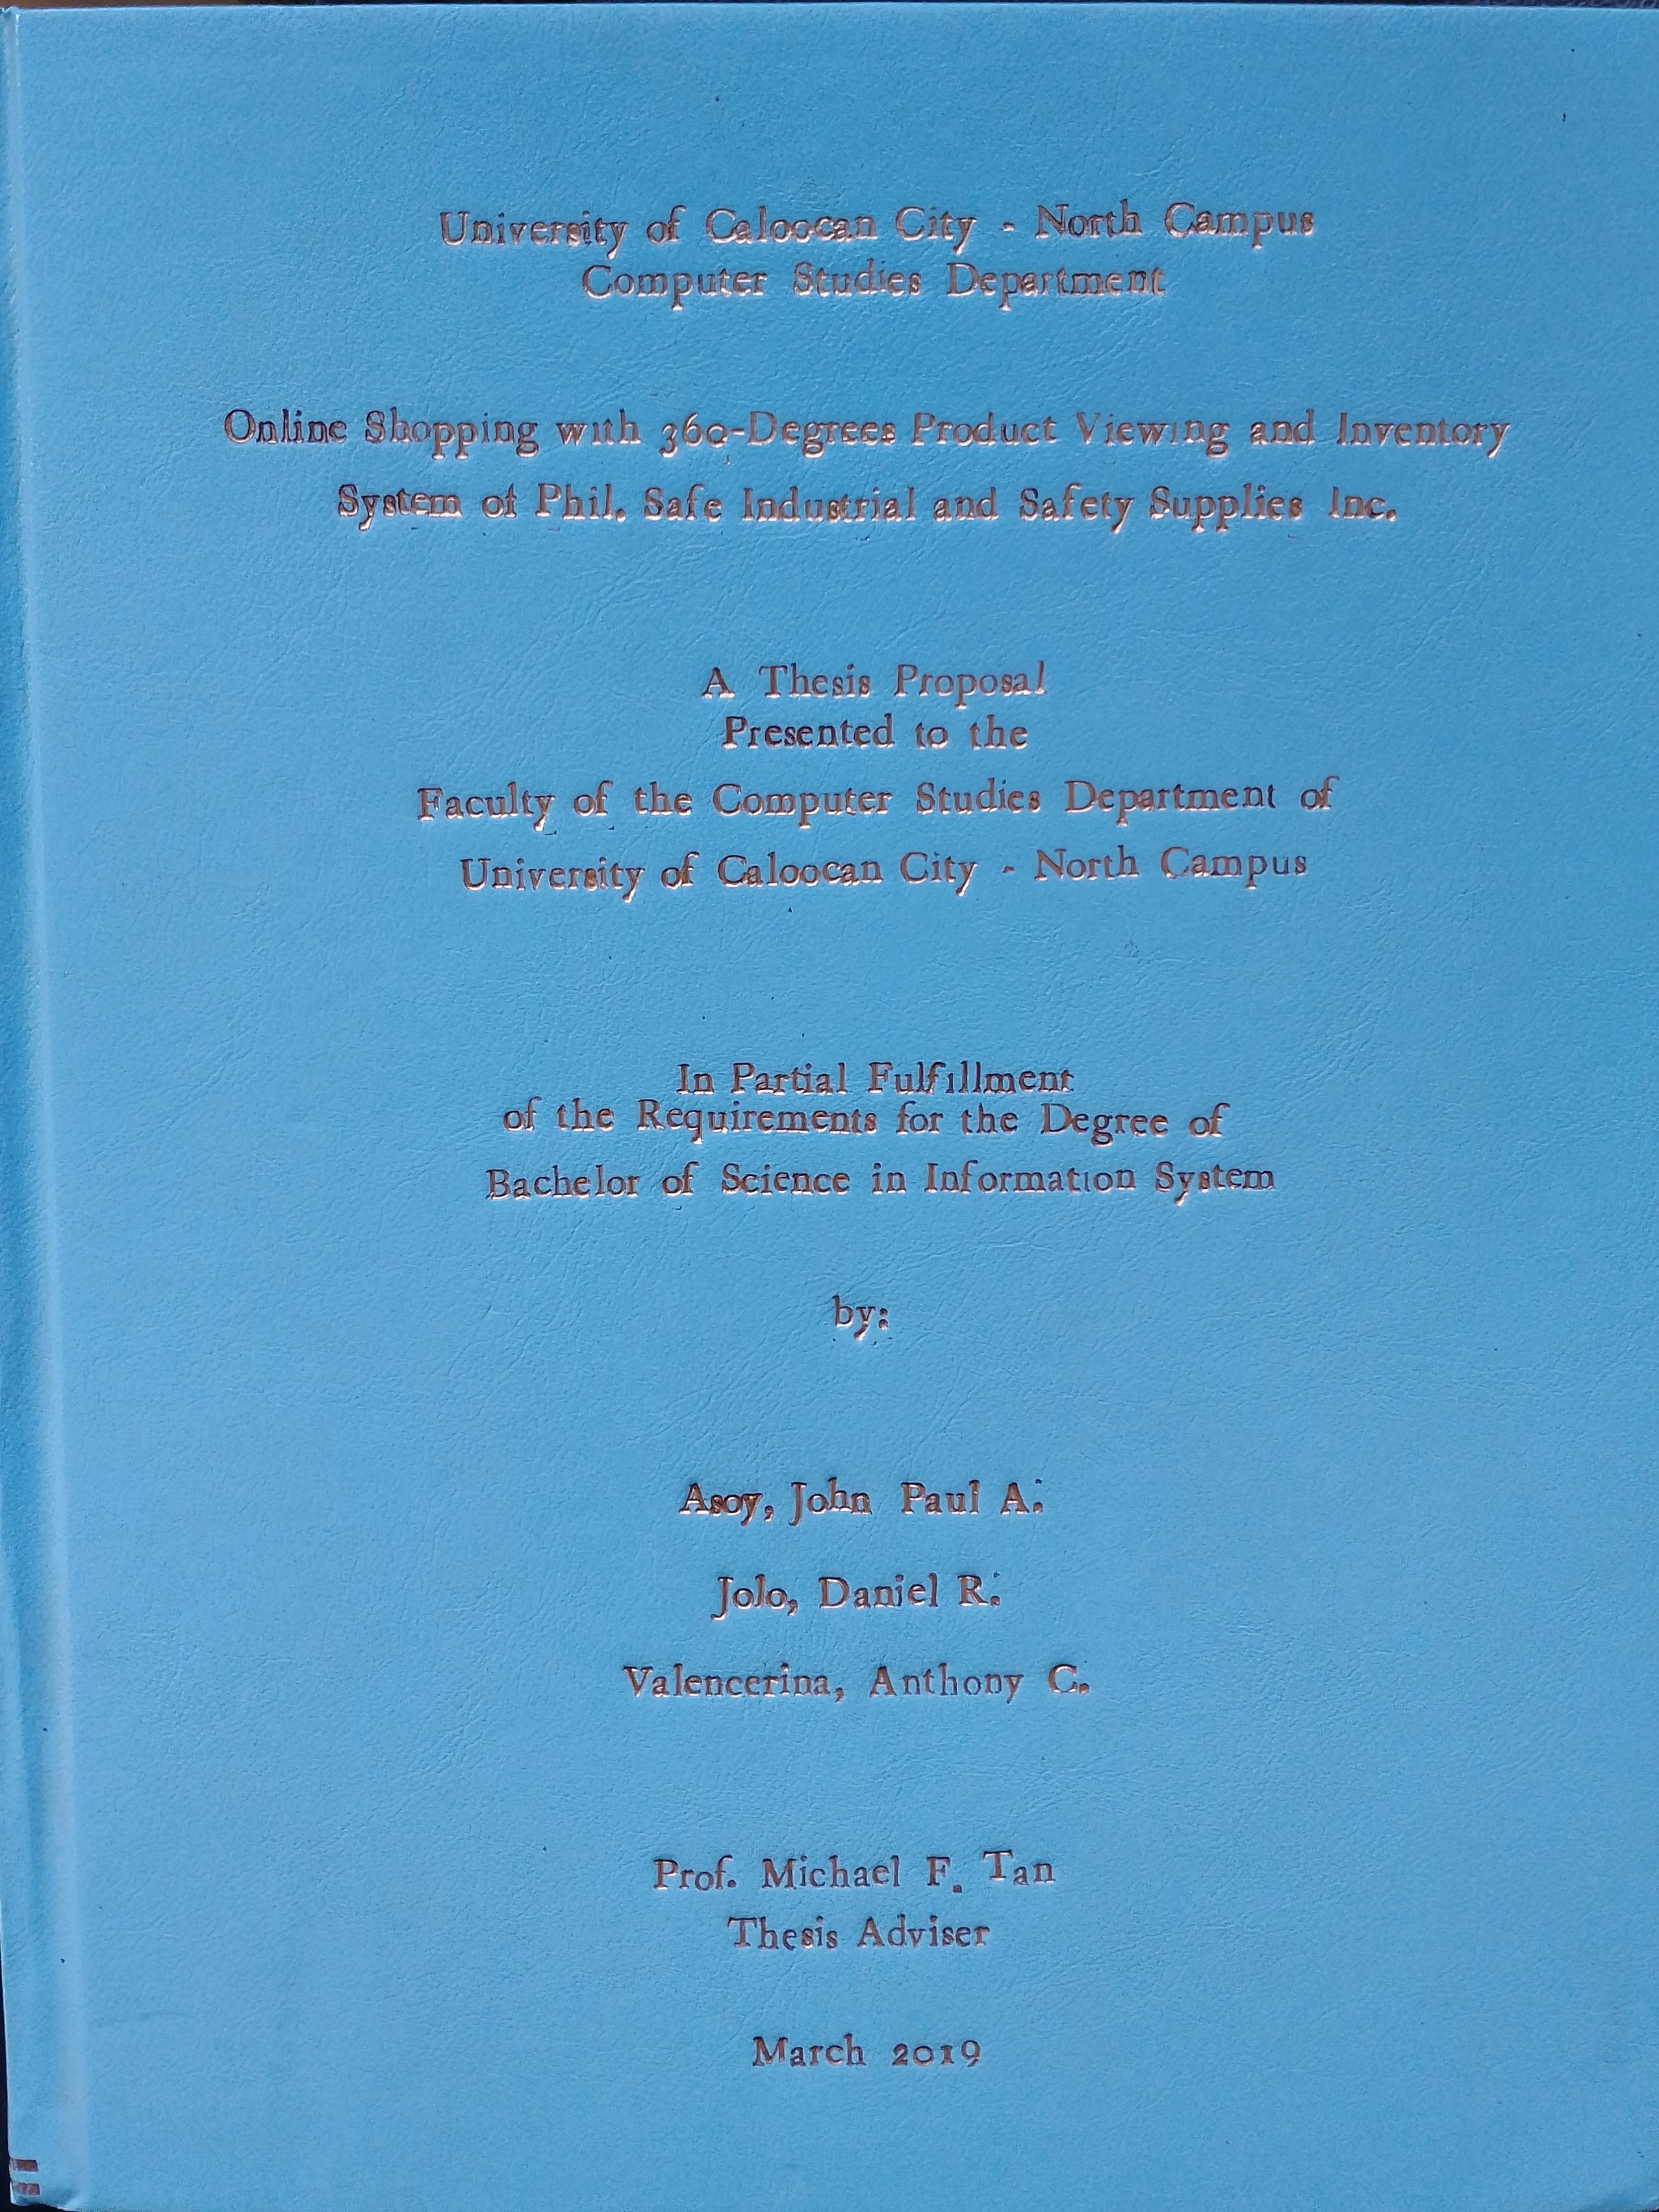 University of Caloocan City - North Campus
Computer Studies Department
Online Shopping with 360-Degrees Product Viewing and Inventory
System of Phil. Safe Industrial and Safety Supplies Inc.
A Thesis Proposal
Presented to the
Faculty of the Computer Studies Department of
University of Caloocan City - North Campus
In Partial Fulfillment
of the Requirements for the Degree of
Bachelor of Science in Information System
by:
Asoy, John Paul A.
Jolo, Daniel R.
Valencerina, Anthony C.
Prof. Michael F. Tan
Thesis Adviser
March 2019